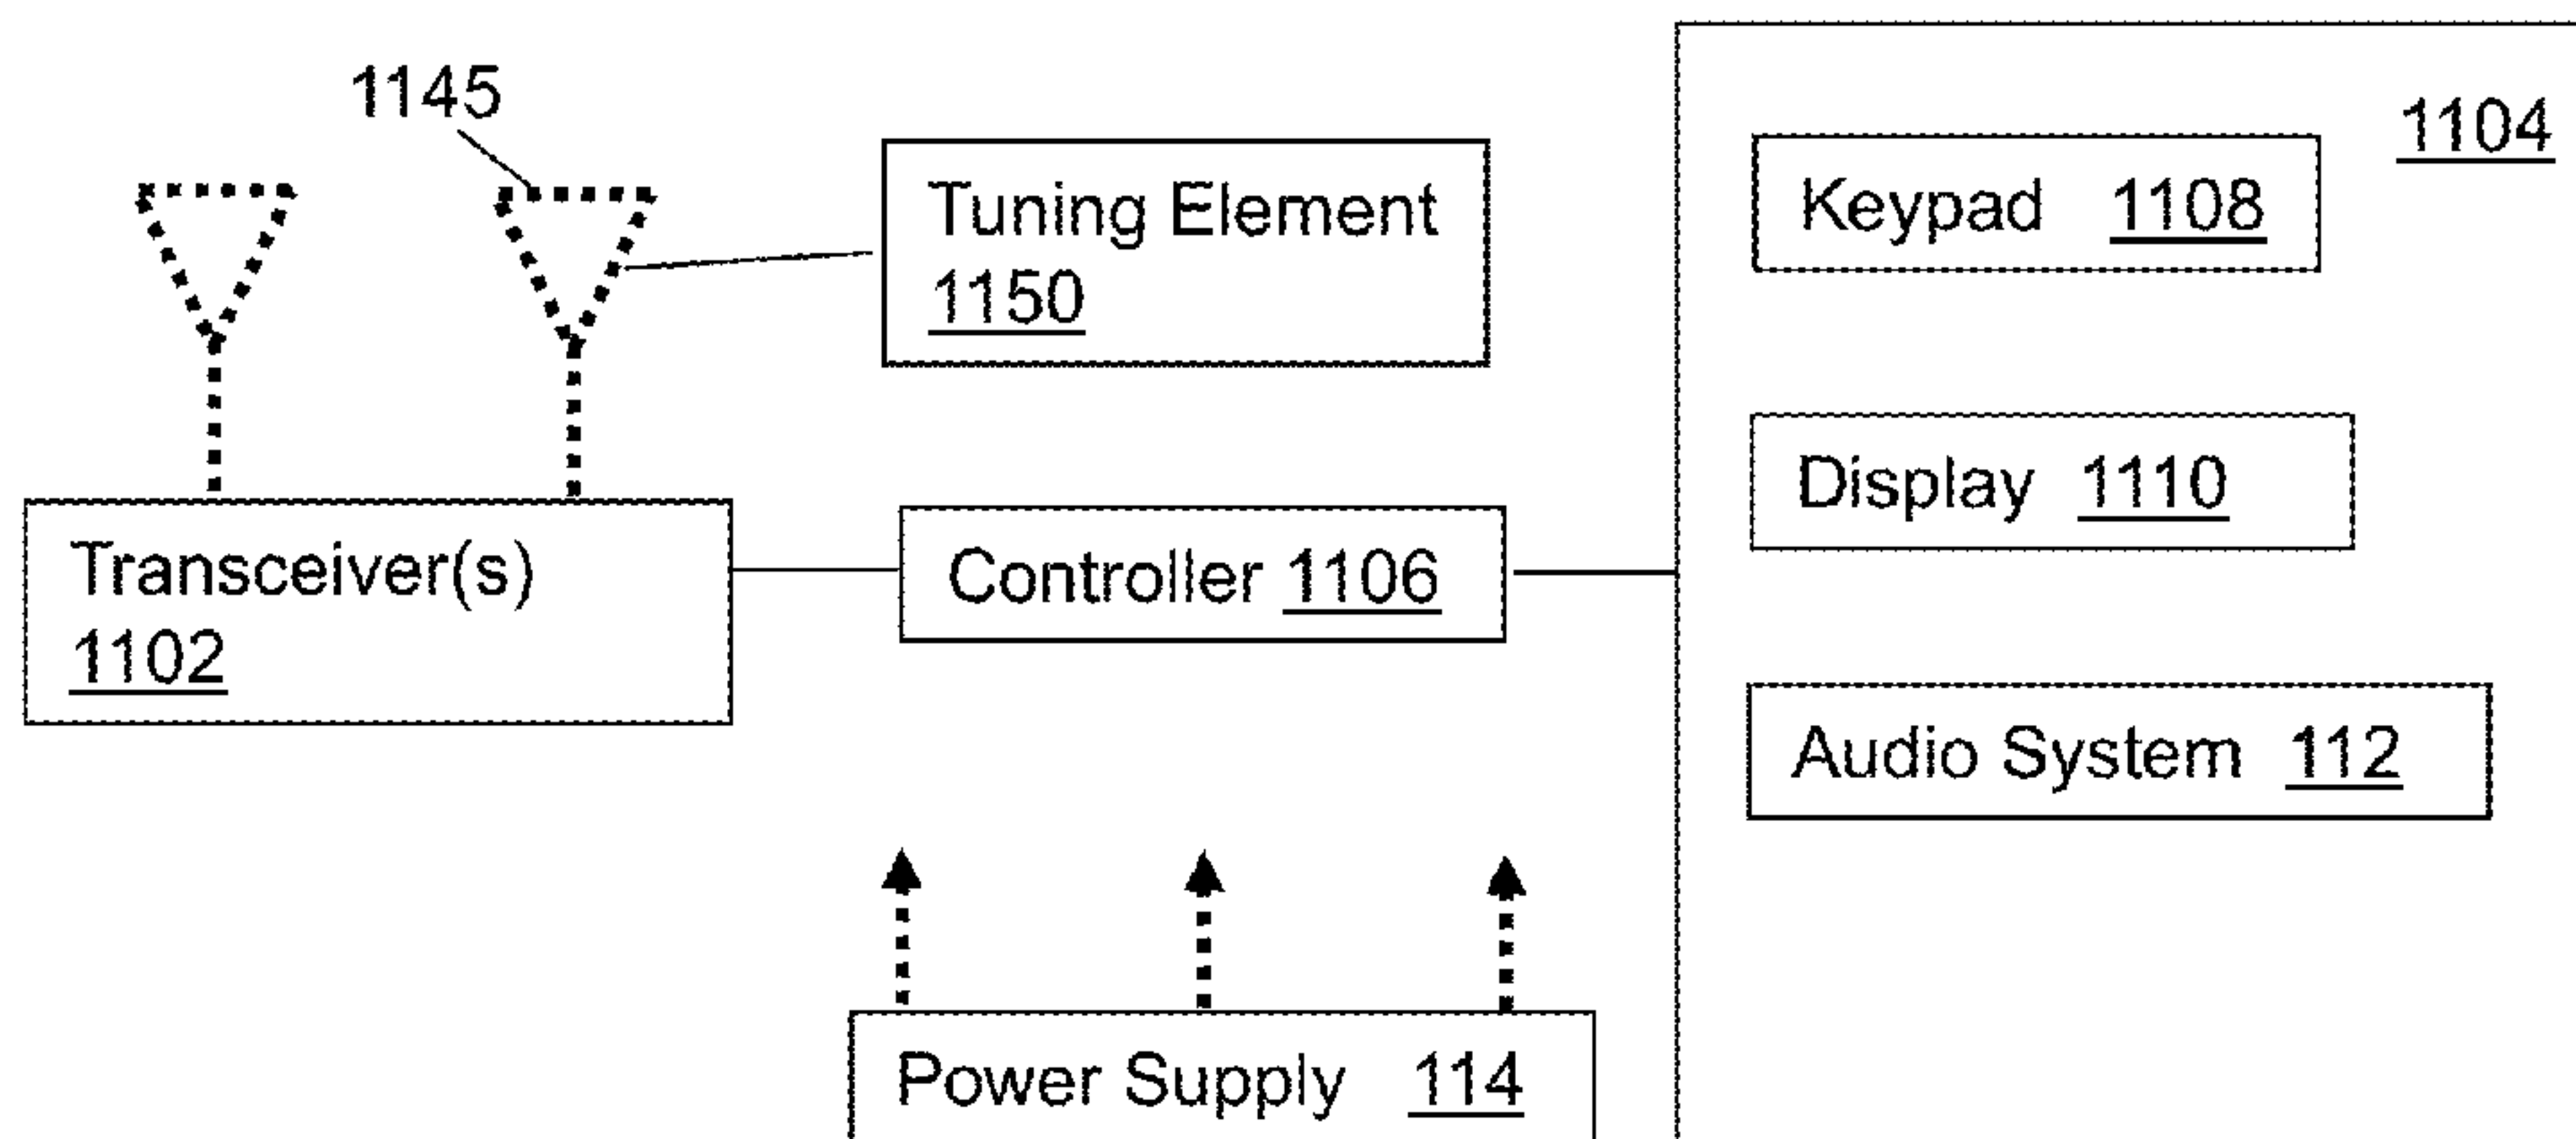 1145
1104
Tuning Element
1150
Keypad 1108
Display 1110
Transceiver(s)
1102
Controller 1106
Audio System 112
Power Supply 114